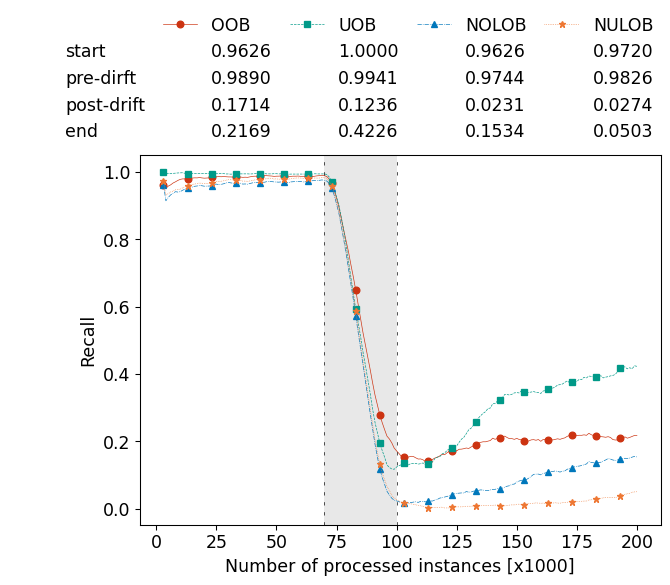 OOB UOB NOLOB NULOB
start 0.9626 1.0000 0.9626 0.9720
pre-dirft 0.9890 0.9941 0.9744 0.9826
post-drift 0.1714 0.1236 0.0231 0.0274
end 0.2169 0.4226 0.1534 0.0503
1.0
0.8
0.6
0.4
0.2
0.0
Recall
0 25 50 75 100 125 150 175 200
Number of processed instances [x1000]